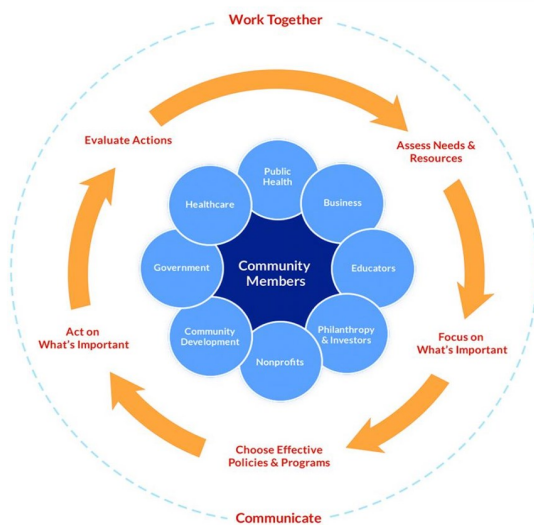 Work Together
Evaluate Actions
Assess Needs &
Resources
Focus on
What's Important
Choose Effective
Policies & Programs
Act on
What's Important
Public
Health
Business
Educators
Philanthropy
& Investors
Nonprofits
Community
Development
Government
Healthcare
Community
Members
Communicate